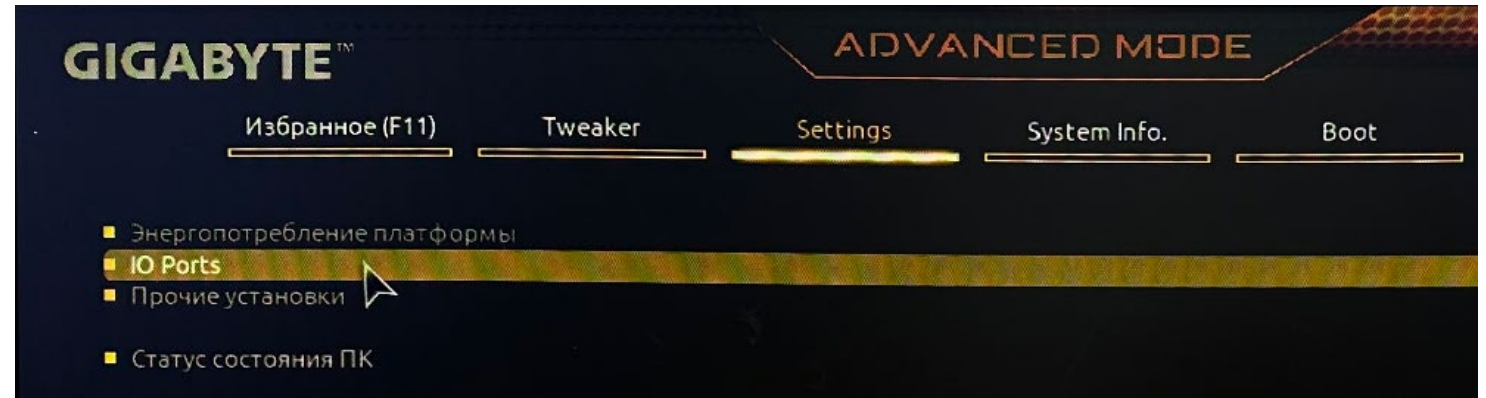 GIGABYTE™
ADVANCED MODE
Избранное (F11) Tweaker Settings System Info. Boot
Энергопотребление платформы
IO Ports
Прочие установки
Статус состояния ПК